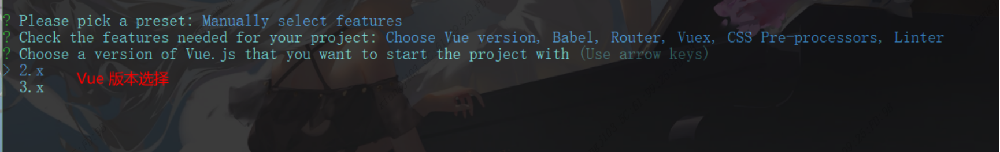 ? Please pick a preset: Manually select features
? Check the features needed for your project: Choose Vue version, Babel, Router, Vuex, CSS Pre-processors, Linter
? Choose a version of Vue.js that you want to start the project with (Use arrow keys)
> 2.x
Vue 版本选择
3.x